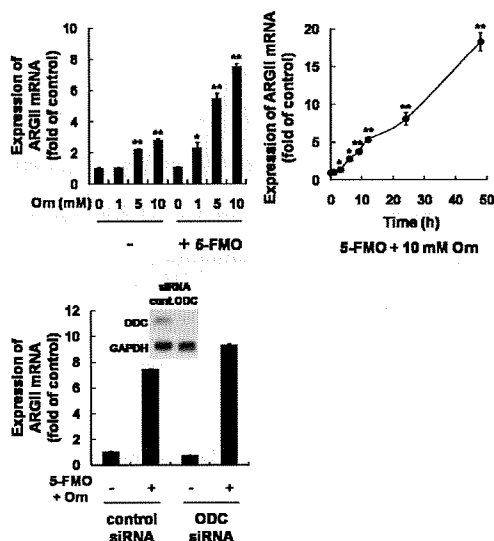 Expression of
ARGII mRNA
(fold of control)
10
8
6
4
2
0
* ** ** ** **
Orn (mM)
0 1 5 10 0 1 5 10
- + 5-FMO
Expression of ARGII mRNA
(fold of control)
20
15
10
5
0
* * ** ** ** **
0 10 20 30 40 50
Time (h)
5-FMO + 10 mM Orn
Expression of
ARGII mRNA
(fold of control)
12
10
8
6
4
2
0
siRNA
cont. ODC
ODC
GAPDH
5-FMO
+ Orn
- + - +
control
siRNA
ODC
siRNA